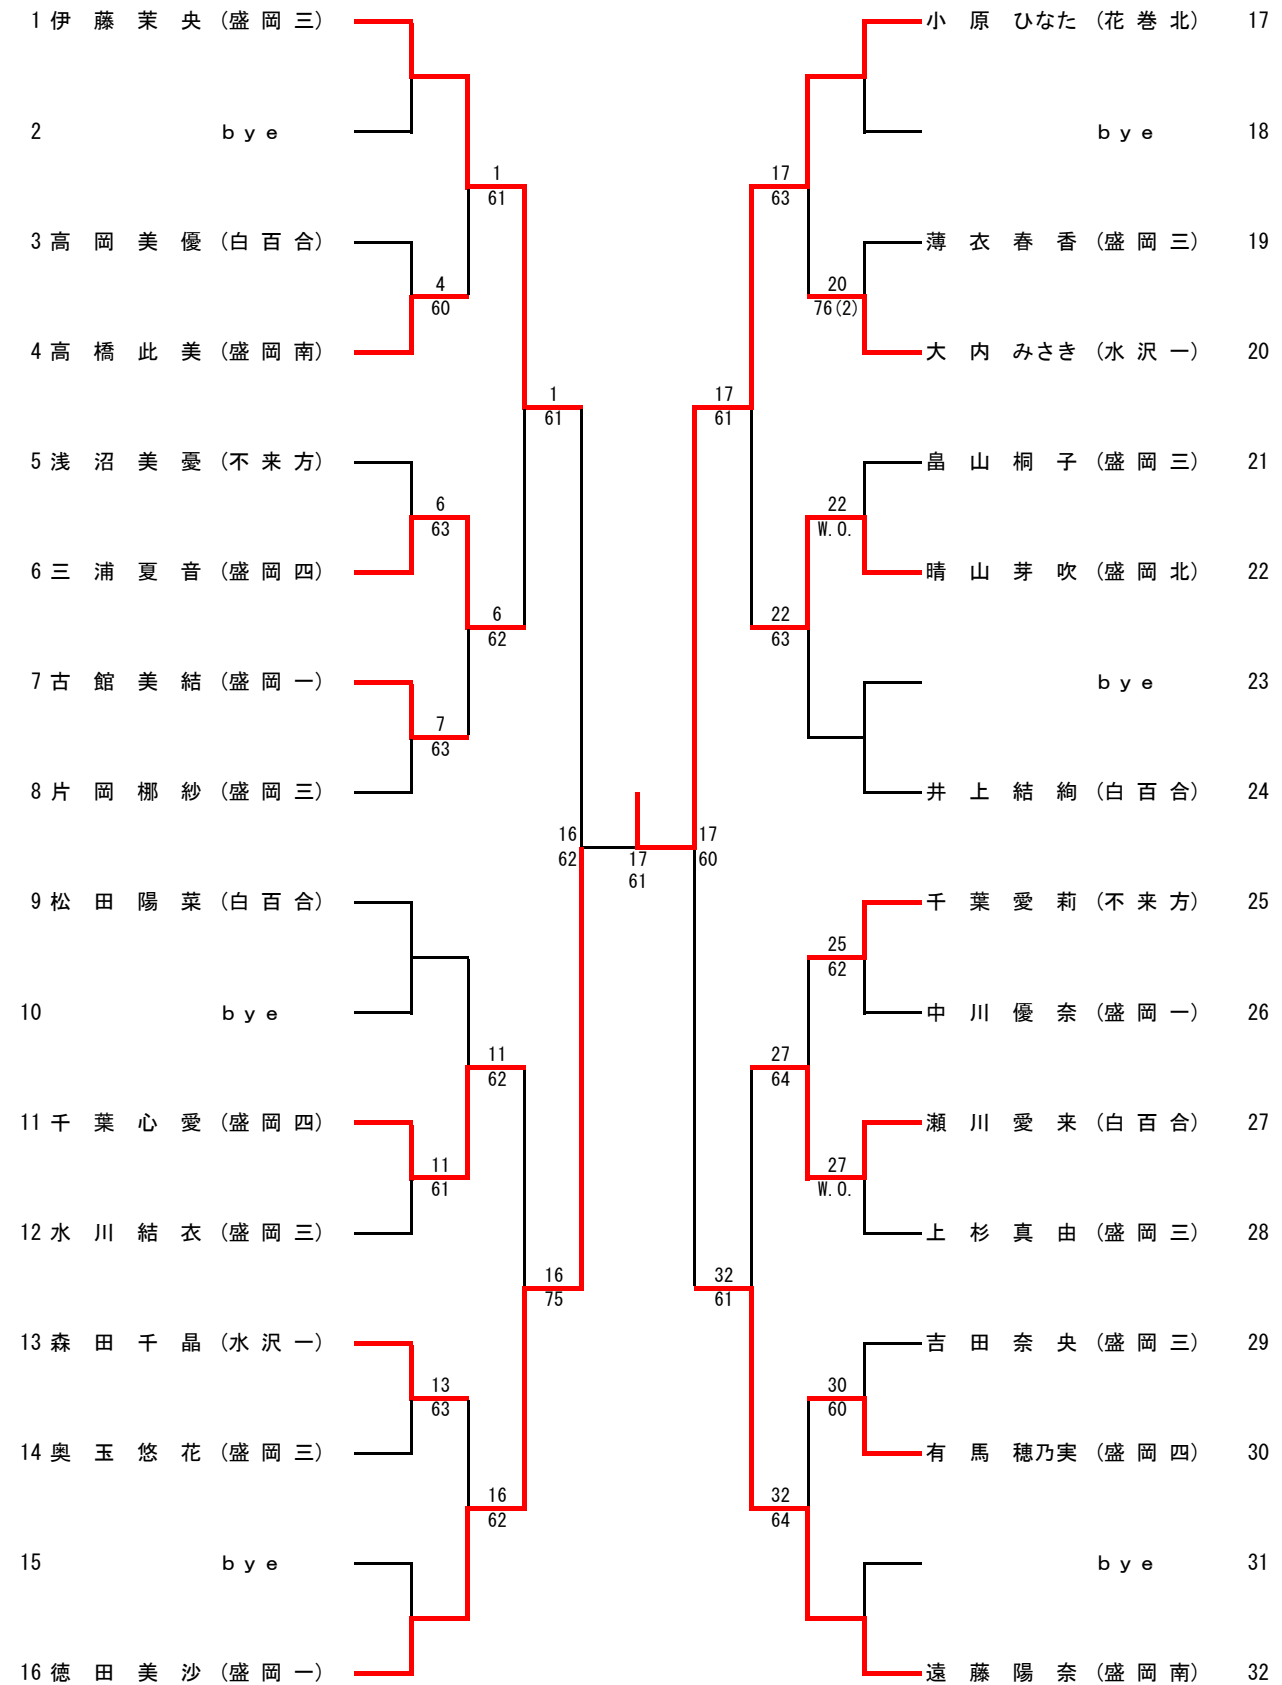 1 伊藤茉央 (盛岡三)
小原ひなた (花巻北) 17
2 bye
bye 18
1
61
17
63
3 高岡美優 (白百合)
薄衣春香 (盛岡三) 19
4
60
20
76(2)
4 高橋此美 (盛岡南)
大内みさき (水沢一) 20
1
61
17
61
5 浅沼美憂 (不来方)
畠山桐子 (盛岡三) 21
6
63
22
W.O.
6 三浦夏音 (盛岡四)
晴山芽吹 (盛岡北) 22
6
62
22
63
7 古館美結 (盛岡一)
bye 23
7
63
8 片岡梛紗 (盛岡三)
井上結絢 (白百合) 24
16
62
17
61
17
60
9 松田陽菜 (白百合)
千葉愛莉 (不来方) 25
25
62
10 bye
中川優奈 (盛岡一) 26
11
62
27
64
11 千葉心愛 (盛岡四)
瀬川愛来 (白百合) 27
11
61
27
W.O.
12 水川結衣 (盛岡三)
上杉真由 (盛岡三) 28
16
75
32
61
13 森田千晶 (水沢一)
吉田奈央 (盛岡三) 29
13
63
30
60
14 奥玉悠花 (盛岡三)
有馬穂乃実 (盛岡四) 30
16
62
32
64
15 bye
bye 31
16 徳田美沙 (盛岡一)
遠藤陽奈 (盛岡南) 32